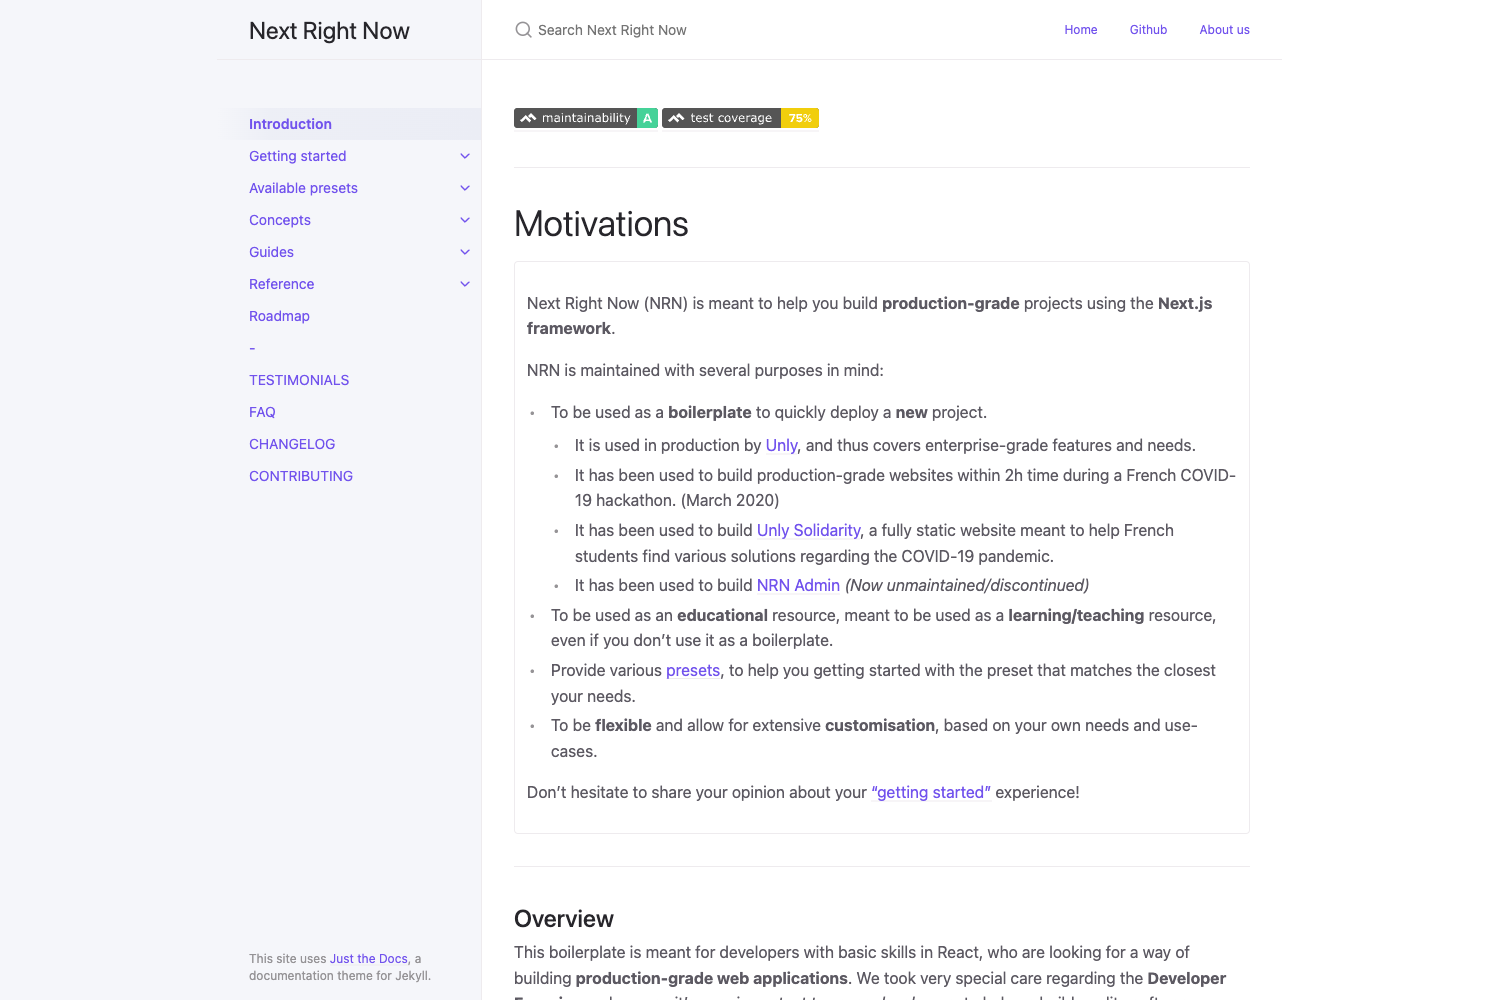 Next Right Now
Search Next Right Now
Home
Github
About us
Introduction
Getting started
Available presets
Concepts
Guides
Reference
Roadmap
-
TESTIMONIALS
FAQ
CHANGELOG
CONTRIBUTING
This site uses Just the Docs, a
documentation theme for Jekyll.
maintainability A
test coverage 75%
Motivations
Next Right Now (NRN) is meant to help you build production-grade projects using the Next.js
framework.
NRN is maintained with several purposes in mind:
• To be used as a boilerplate to quickly deploy a new project.
• It is used in production by Unly, and thus covers enterprise-grade features and needs.
• It has been used to build production-grade websites within 2h time during a French COVID-
19 hackathon. (March 2020)
• It has been used to build Unly Solidarity, a fully static website meant to help French
students find various solutions regarding the COVID-19 pandemic.
• It has been used to build NRN Admin (Now unmaintained/discontinued)
• To be used as an educational resource, meant to be used as a learning/teaching resource,
even if you don’t use it as a boilerplate.
• Provide various presets, to help you getting started with the preset that matches the closest
your needs.
• To be flexible and allow for extensive customisation, based on your own needs and use-
cases.
Don’t hesitate to share your opinion about your “getting started” experience!
Overview
This boilerplate is meant for developers with basic skills in React, who are looking for a way of
building production-grade web applications. We took very special care regarding the Developer